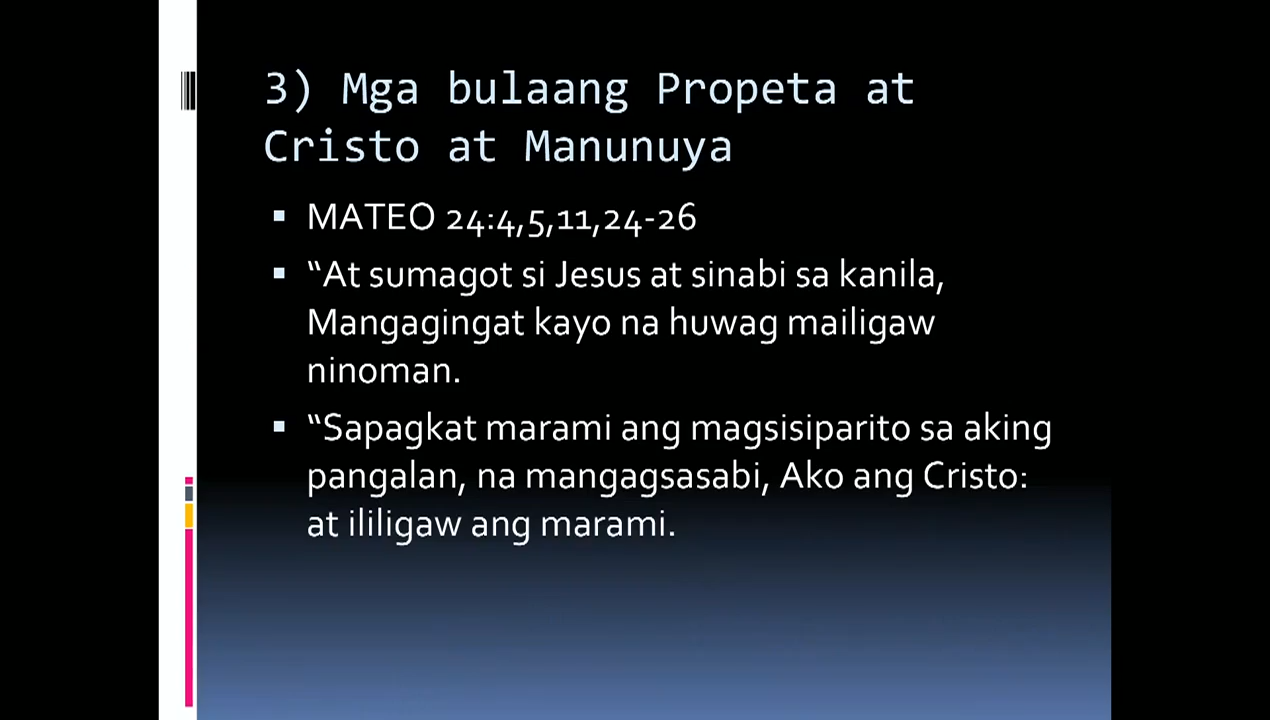 3) Mga bulaang Propeta at
Cristo at Manunuya
▪ MATEO 24:4,5,11,24-26
▪ “At sumagot si Jesus at sinabi sa kanila,
Mangagingat kayo na huwag mailigaw
ninoman.
▪ “Sapagkat marami ang magsisiparito sa aking
pangalan, na mangagsasabi, Ako ang Cristo:
at ililigaw ang marami.